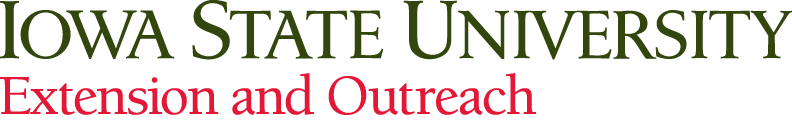 IOWA STATE UNIVERSITY
Extension and Outreach